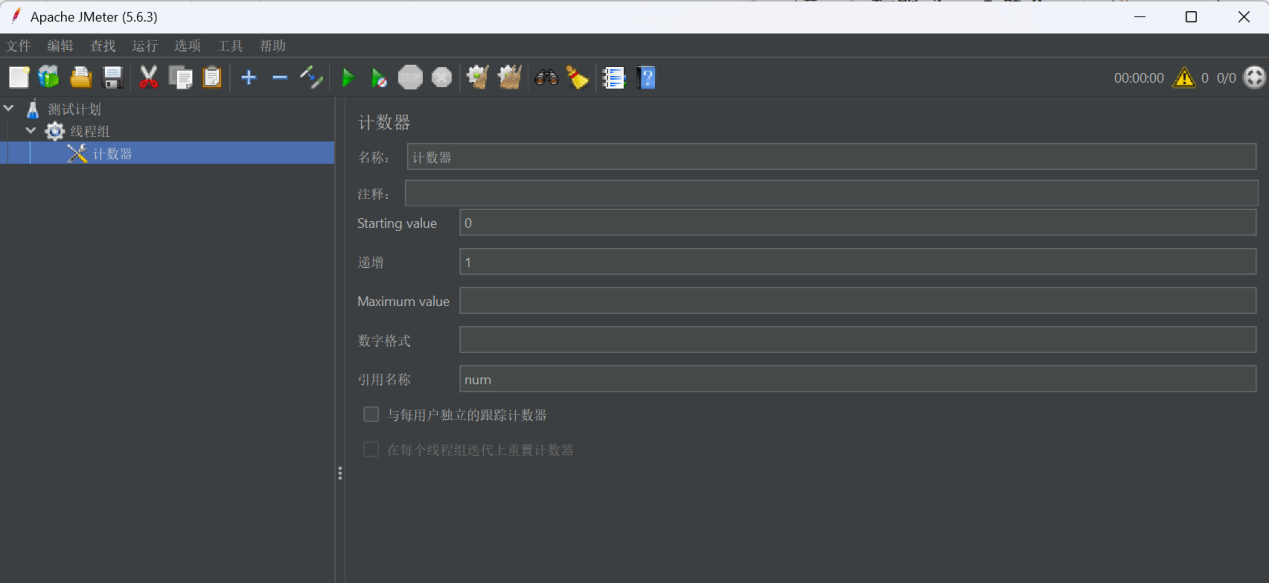 Apache JMeter (5.6.3)
文件 编辑 查找 运行 选项 工具 帮助
STOP 00:00:00 0 0/0
测试计划
线程组
计数器
计数器
名称： 计数器
注释：
Starting value 0
递增 1
Maximum value
数字格式
引用名称 num
与每用户独立的跟踪计数器
在每个线程组迭代上重置计数器